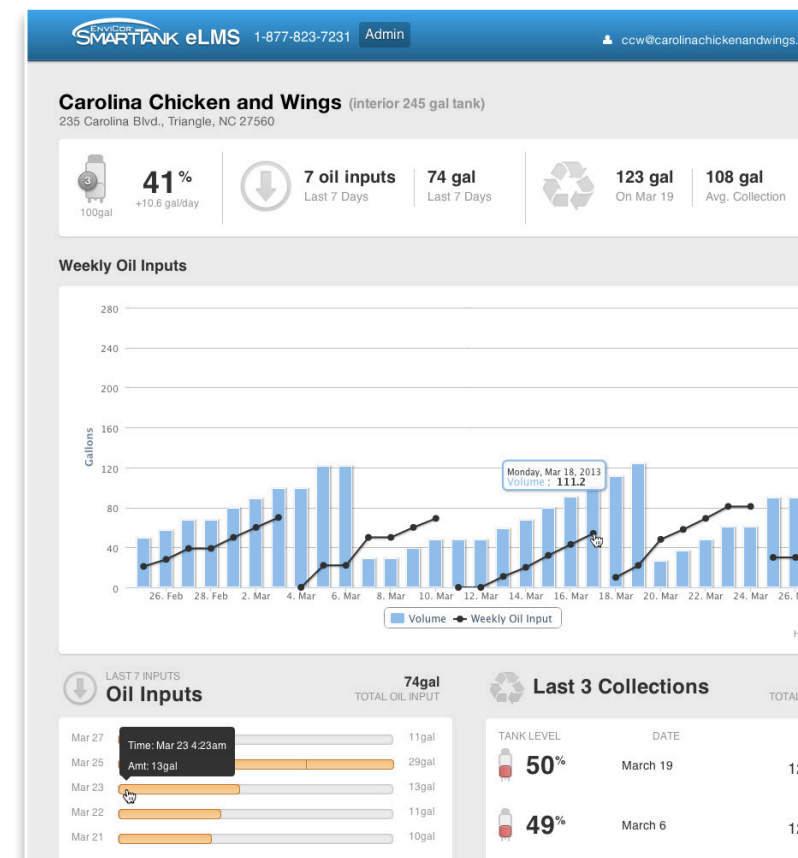 ENVICOR
SMARTTANK eLMS 1-877-823-7231 Admin ccw@carolinachickenandwings.
Carolina Chicken and Wings (interior 245 gal tank)
235 Carolina Blvd., Triangle, NC 27560
3
100gal
41%
+10.6 gal/day
7 oil inputs
Last 7 Days
74 gal
Last 7 Days
123 gal
On Mar 19
108 gal
Avg. Collection
Weekly Oil Inputs
280
240
200
160
120
80
40
0
Gallons
Monday, Mar 18, 2013
Volume : 111.2
26. Feb 28. Feb 2. Mar 4. Mar 6. Mar 8. Mar 10. Mar 12. Mar 14. Mar 16. Mar 18. Mar 20. Mar 22. Mar 24. Mar 26.
Volume Weekly Oil Input
LAST 7 INPUTS
Oil Inputs
74gal
TOTAL OIL INPUT
Mar 27 11gal
Mar 25 29gal
Mar 23 13gal
Mar 22 11gal
Mar 21 10gal
Time: Mar 23 4:23am
Amt: 13gal
Last 3 Collections
TANK LEVEL DATE
50% March 19
49% March 6